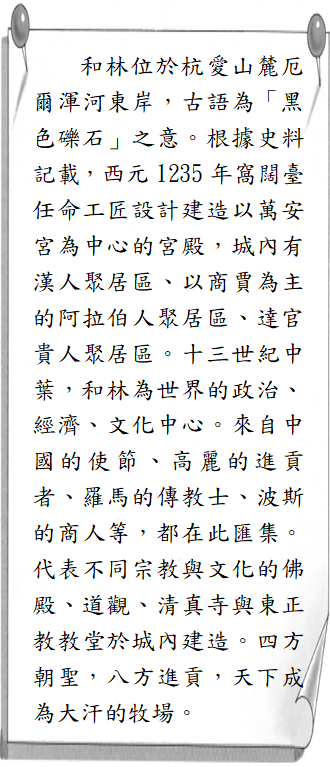 和林位於杭愛山麓厄
爾渾河東岸，古語為「黑
色礫石」之意。根據史料
記載，西元 1235 年窩闊臺
任命工匠設計建造以萬安
宮為中心的宮殿，城內有
漢人聚居區、以商賈為主
的阿拉伯人聚居區、達官
貴人聚居區。十三世紀中
葉，和林為世界的政治、
經濟、文化中心。來自中
國的使節、高麗的進貢
者、羅馬的傳教士、波斯
的商人等，都在此匯集。
代表不同宗教與文化的佛
殿、道觀、清真寺與東正
教教堂於城內建造。四方
朝聖，八方進貢，天下成
為大汗的牧場。